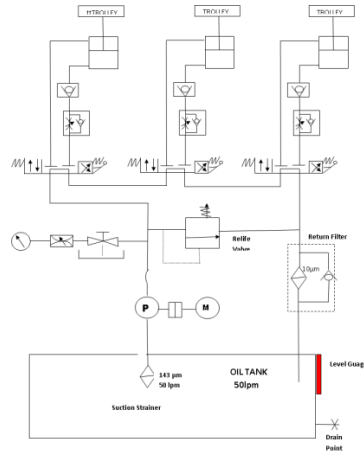 HTROLLEY
TROLLEY
TROLLEY
Relife
Valve
Return Filter
10µm
P
M
143 µm
50 lpm
OIL TANK
50lpm
Level Guag
Suction Strainer
Drain
Point